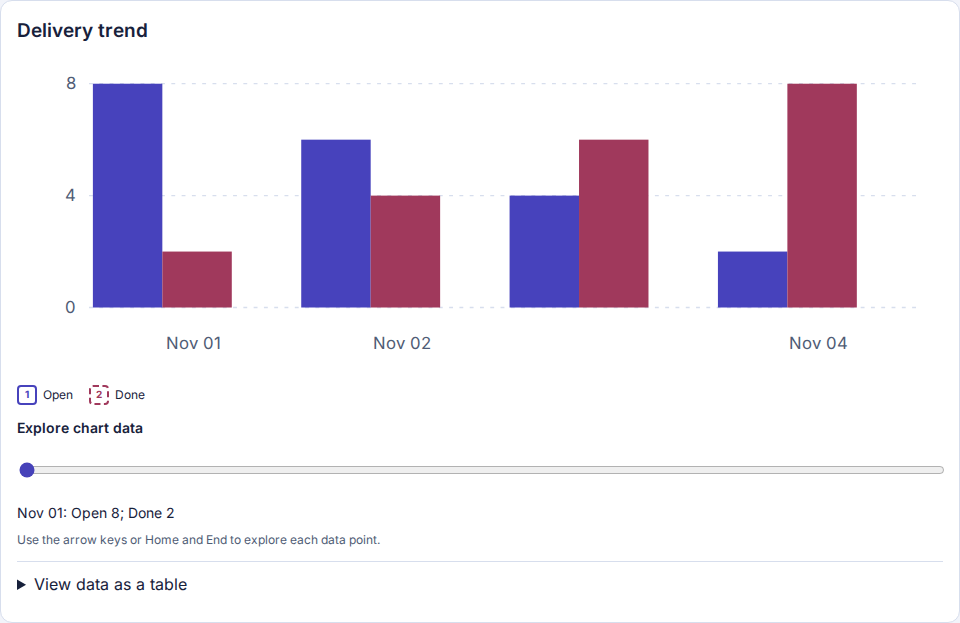 Delivery trend
8
4
0
Nov 01 Nov 02 Nov 04
1 Open 2 Done
Explore chart data
Nov 01: Open 8; Done 2
Use the arrow keys or Home and End to explore each data point.
View data as a table